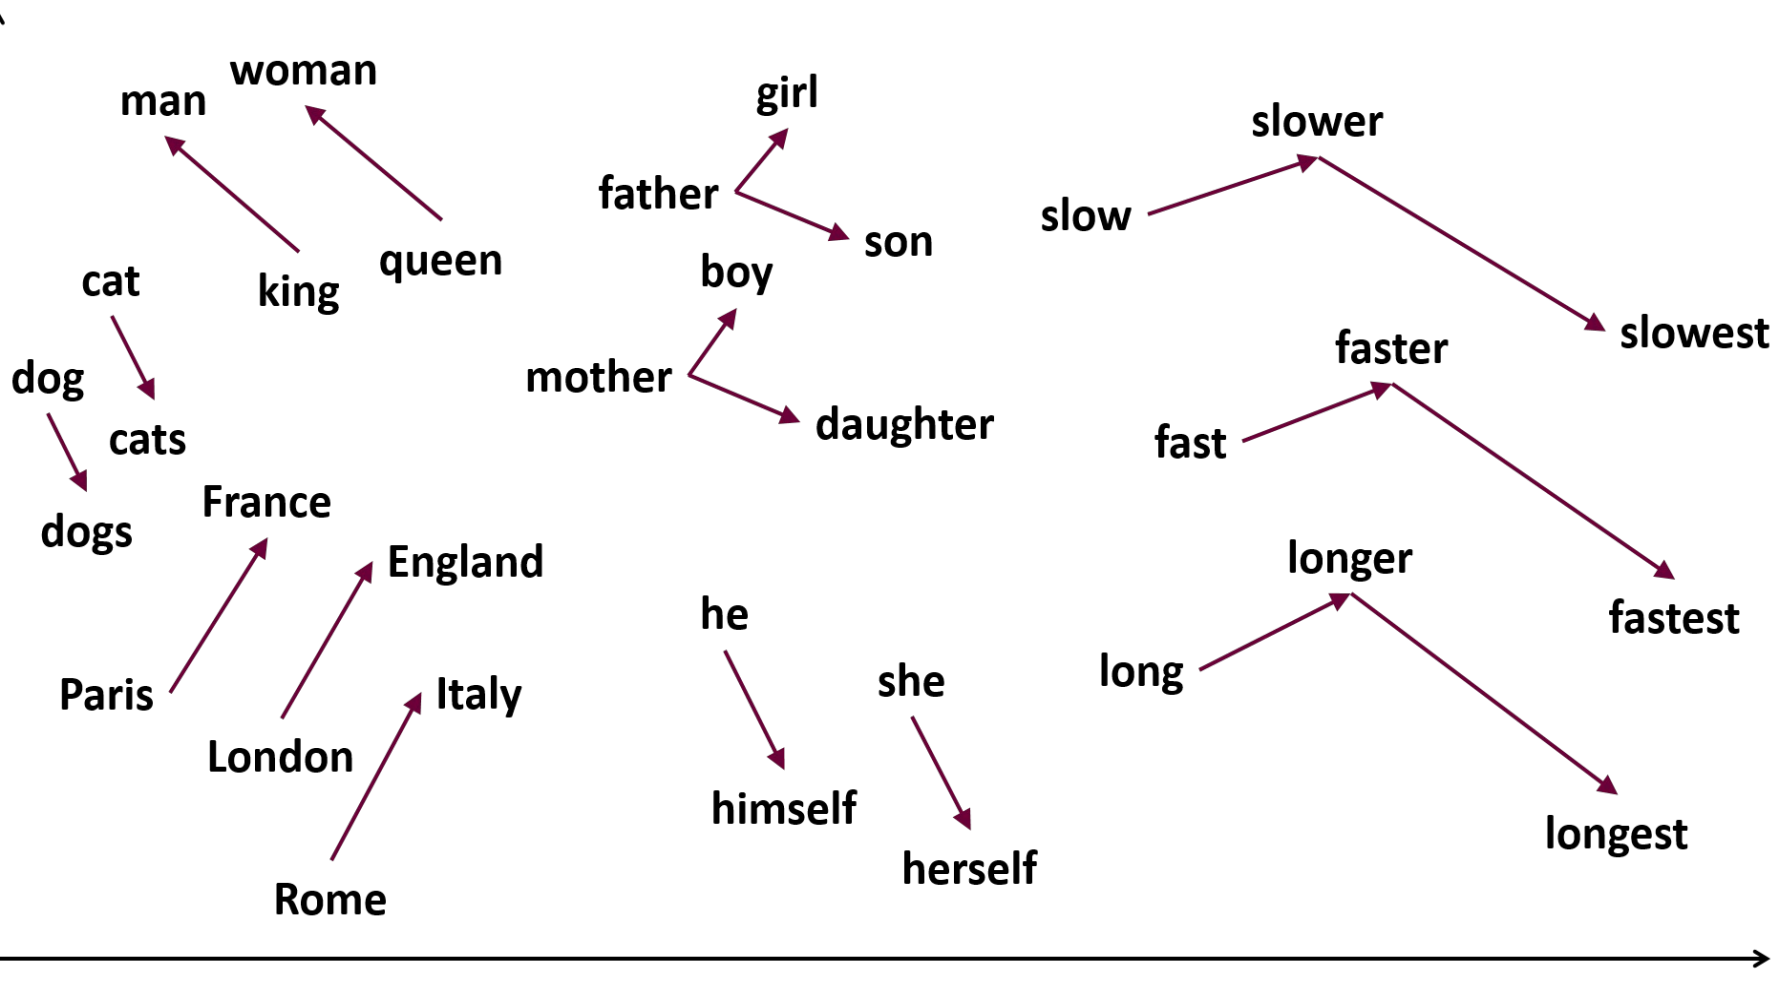 woman
man
girl
slower
father
slow
son
queen
boy
cat
king
slowest
faster
dog
mother
daughter
cats
fast
France
dogs
England
longer
he
fastest
long
she
Paris
Italy
London
himself
longest
herself
Rome